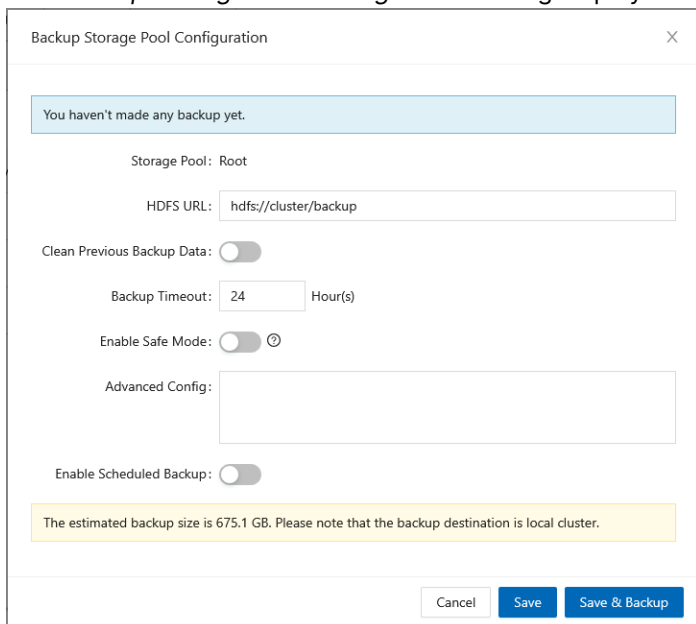 Backup Storage Pool Configuration
You haven't made any backup yet.
Storage Pool: Root
HDFS URL: hdfs://cluster/backup
Clean Previous Backup Data:
Backup Timeout: 24 Hour(s)
Enable Safe Mode:
Advanced Config:
Enable Scheduled Backup:
The estimated backup size is 675.1 GB. Please note that the backup destination is local cluster.
Cancel Save Save & Backup